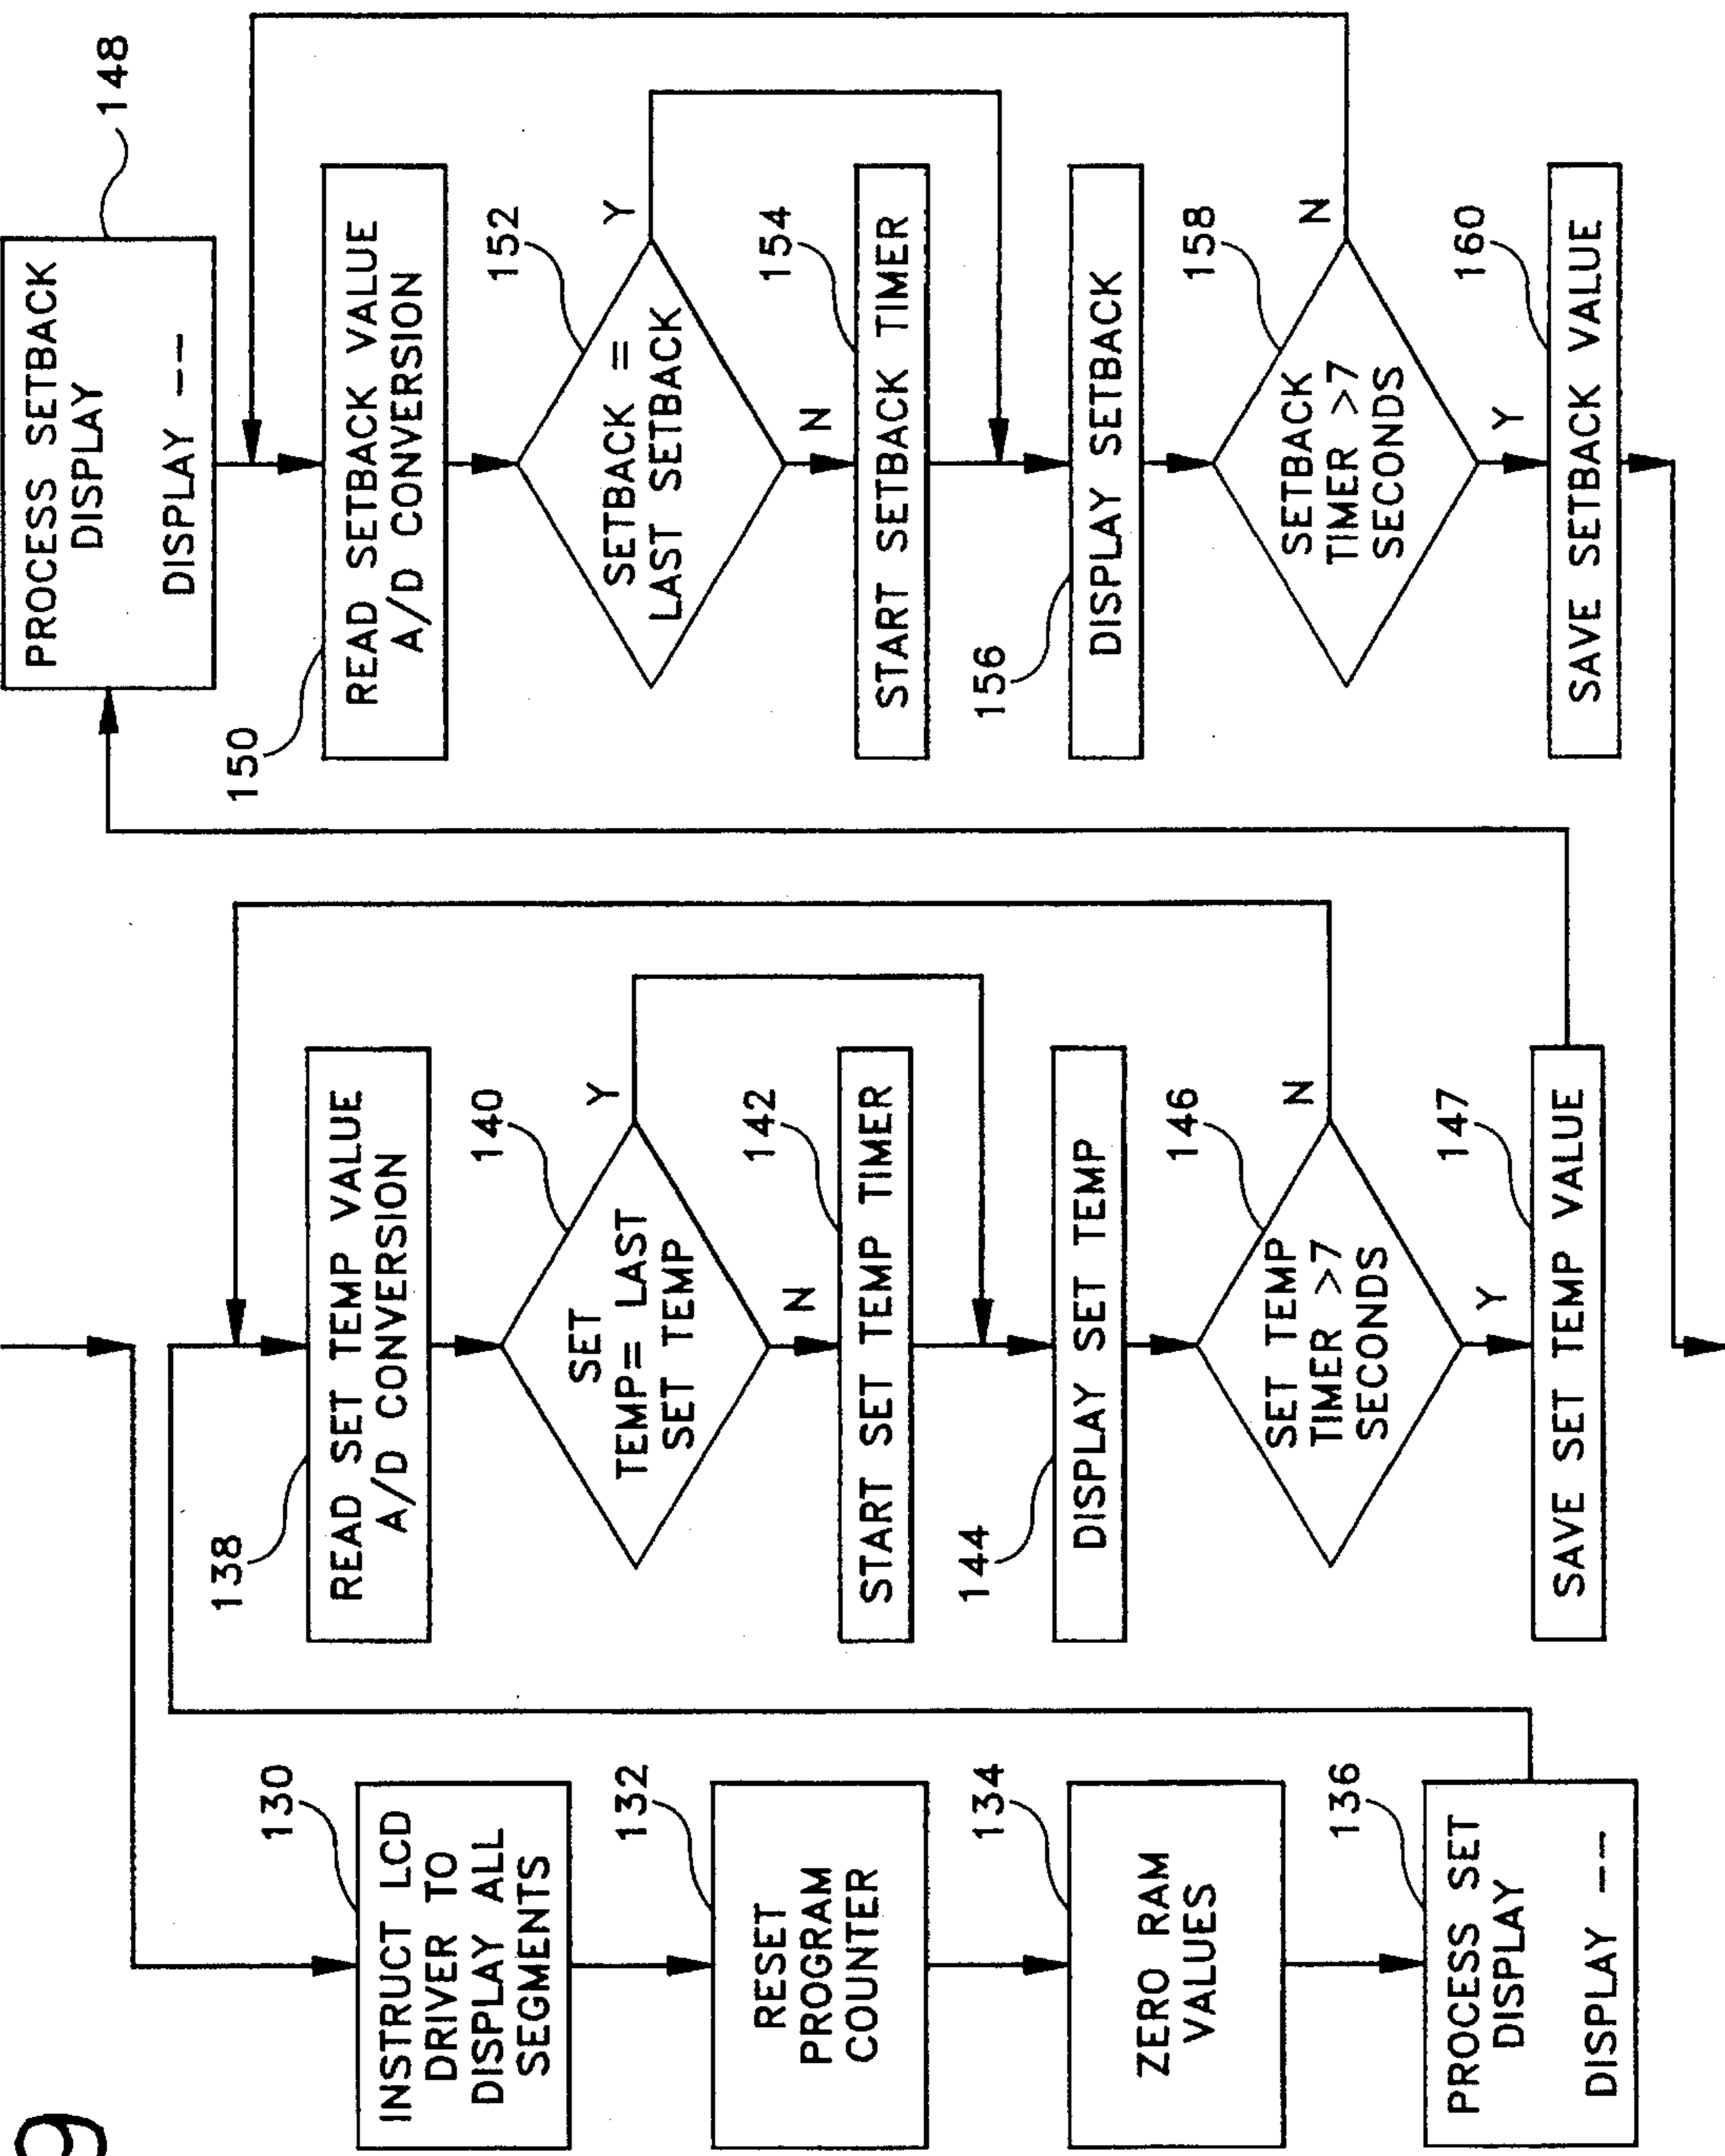 130
INSTRUCT LCD
DRIVER TO
DISPLAY ALL
SEGMENTS
132
RESET
PROGRAM
COUNTER
134
ZERO RAM
VALUES
136
PROCESS SET
DISPLAY
DISPLAY --
138
READ SET TEMP VALUE
A/D CONVERSION
140
SET
TEMP= LAST
SET TEMP
Y
N
142
START SET TEMP TIMER
144
DISPLAY SET TEMP
146
SET TEMP
TIMER >7
SECONDS
N
Y
147
SAVE SET TEMP VALUE
148
PROCESS SETBACK
DISPLAY
DISPLAY --
150
READ SETBACK VALUE
A/D CONVERSION
152
SETBACK =
LAST SETBACK
Y
N
154
START SETBACK TIMER
156
DISPLAY SETBACK
158
SETBACK
TIMER >7
SECONDS
N
Y
160
SAVE SETBACK VALUE